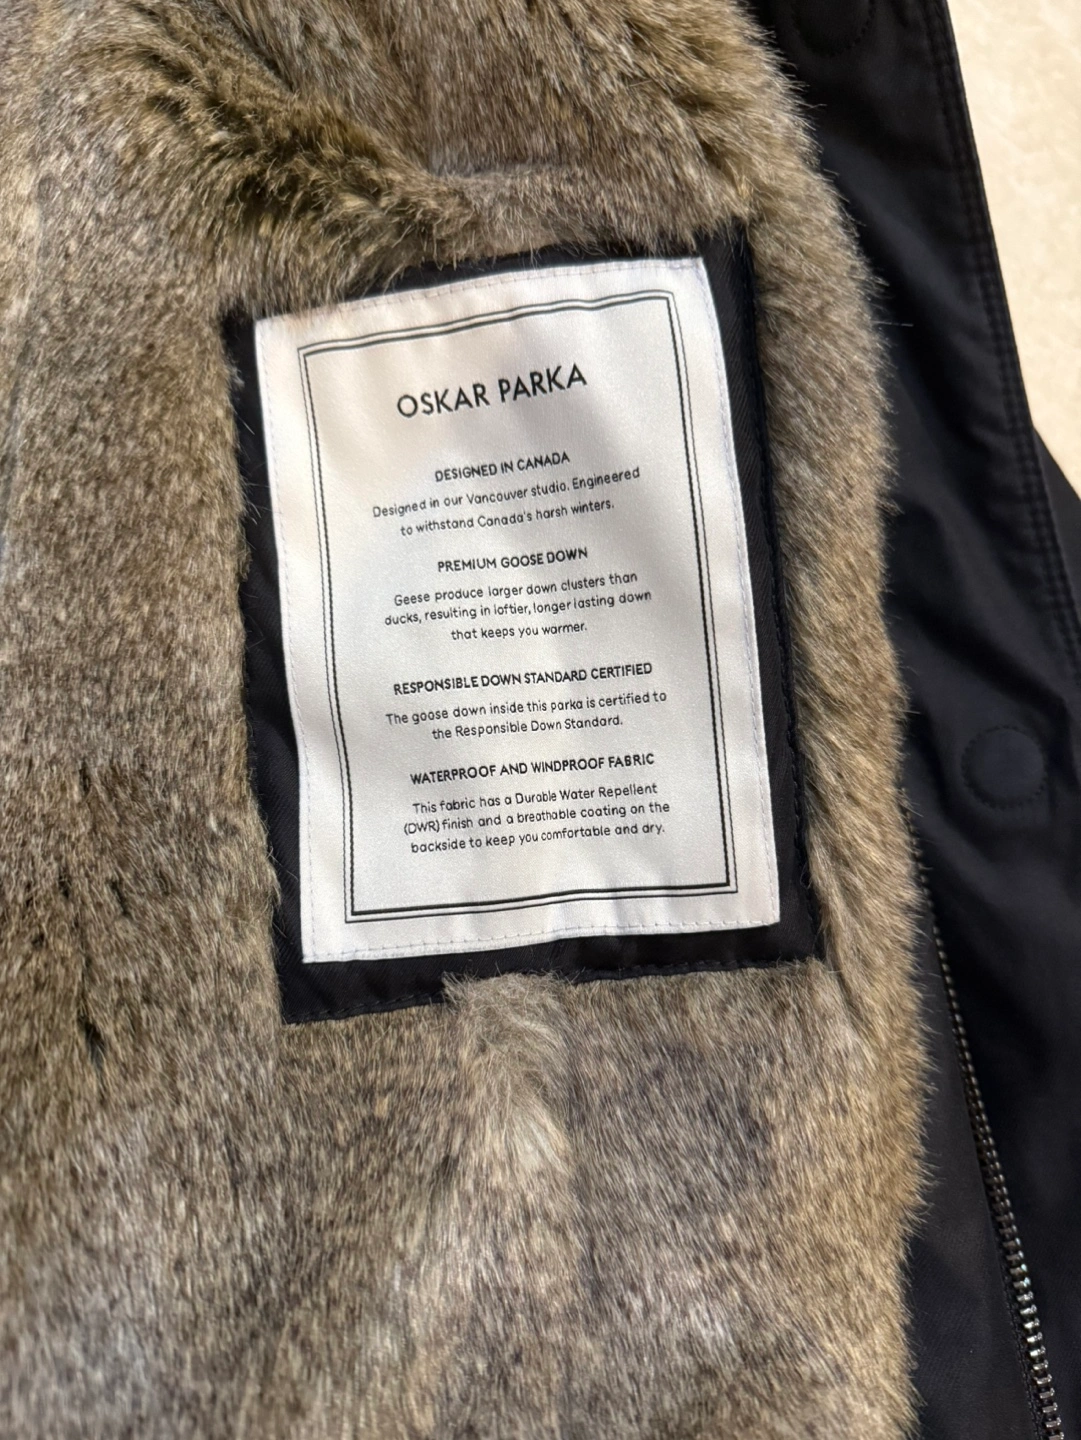 OSKAR PARKA
DESIGNED IN CANADA
Designed in our Vancouver studio. Engineered
to withstand Canada's harsh winters.
PREMIUM GOOSE DOWN
Geese produce larger down clusters than
ducks, resulting in loftier, longer lasting down
that keeps you warmer.
RESPONSIBLE DOWN STANDARD CERTIFIED
The goose down inside this parka is certified to
the Responsible Down Standard.
WATERPROOF AND WINDPROOF FABRIC
This fabric has a Durable Water Repellent
(DWR) finish and a breathable coating on the
backside to keep you comfortable and dry.